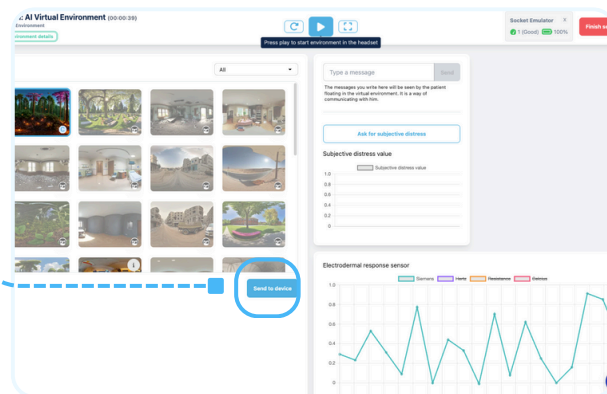 .: AI Virtual Environment (00:00:39)
Environment
vironment details
Press play to start environment in the headset
Socket Emulator ×
1 (Good) 100%
Finish se
All
Type a message
Send
The messages you write here will be seen by the patient
floating in the virtual environment. It is a way of
communicating with him.
Ask for subjective distress
Subjective distress value
Subjective distress value
1.0
0.8
0.6
0.4
0.2
0
Send to device
Electrodermal response sensor
Siemens Hertz Resistance Detreux
1.0
0.8
0.6
0.4
0.2
0